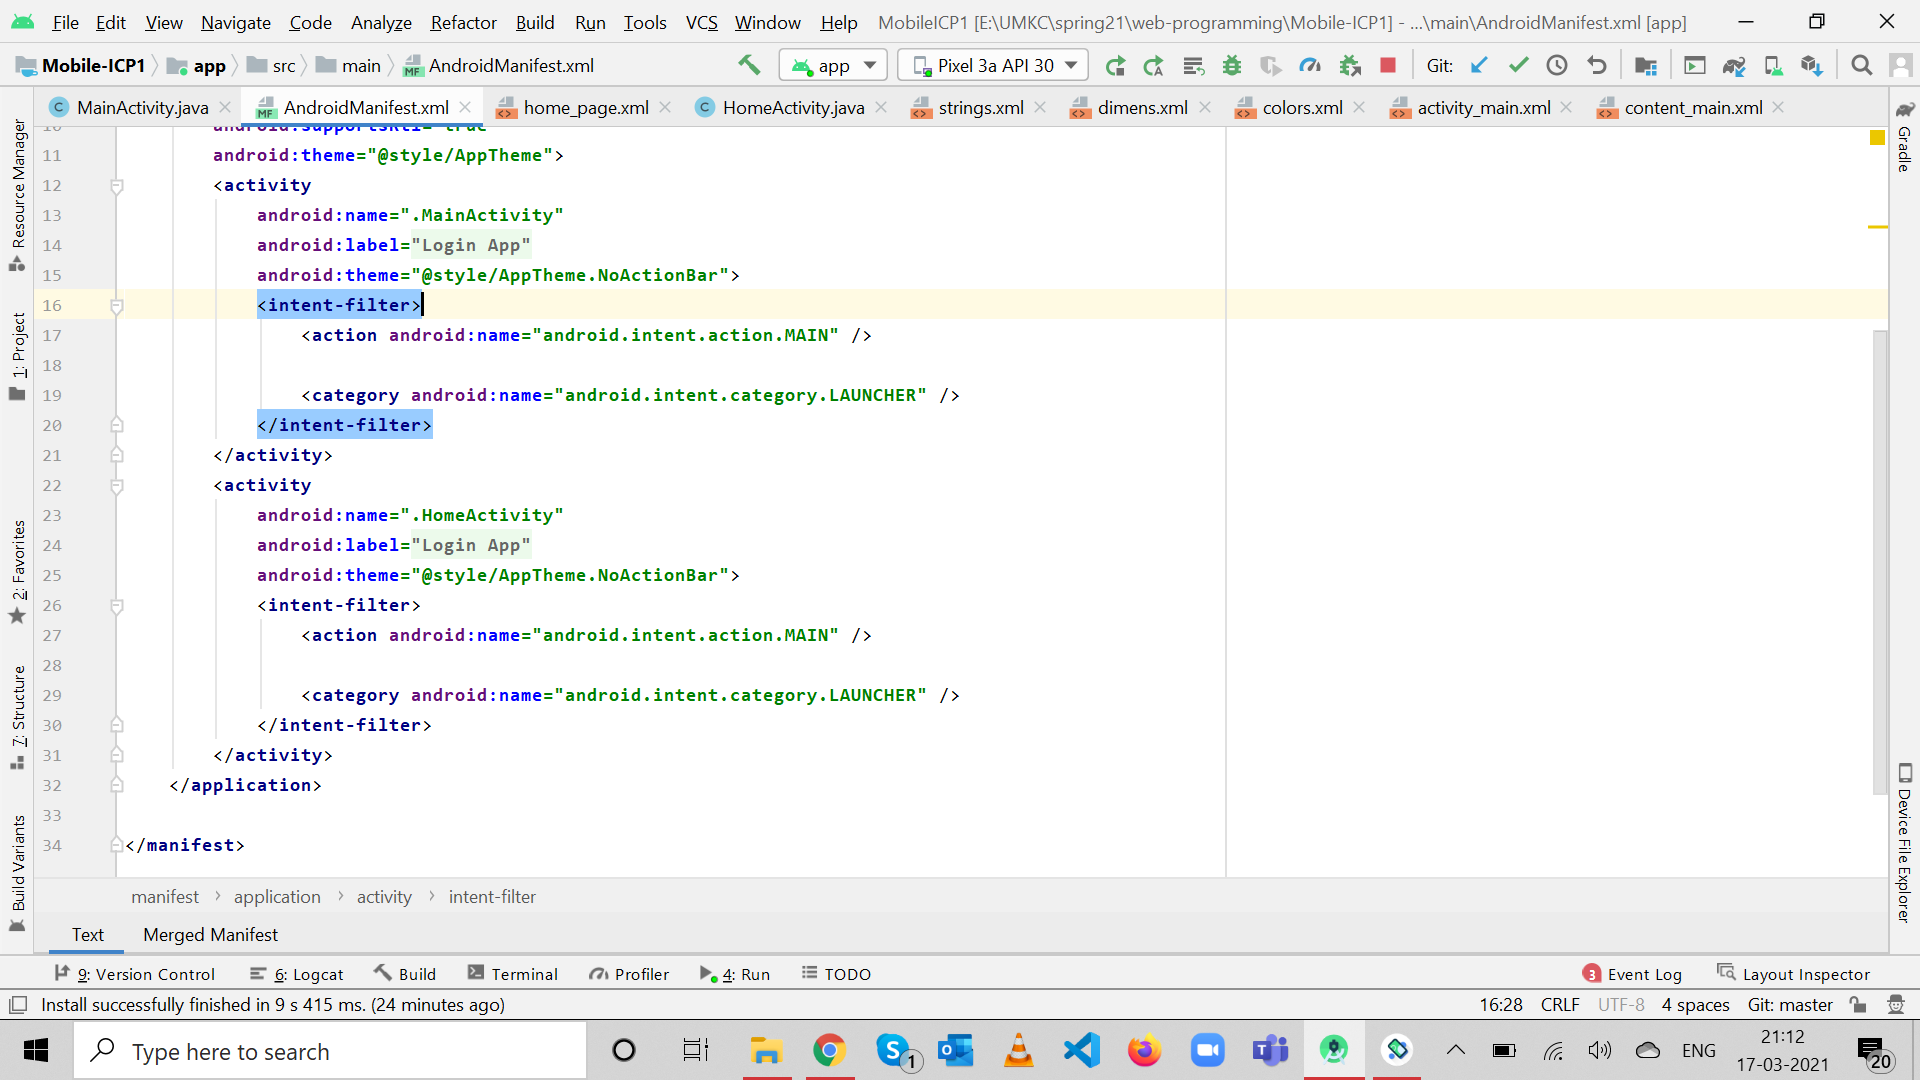 File Edit View Navigate Code Analyze Refactor Build Run Tools VCS Window Help MobileICP1 [E:\UMKC\spring21\web-programming\Mobile-ICP1] - ...\main\AndroidManifest.xml [app]
Mobile-ICP1 app src main AndroidManifest.xml app Pixel 3a API 30 Git:
MainActivity.java AndroidManifest.xml home_page.xml HomeActivity.java strings.xml dimens.xml colors.xml activity_main.xml content_main.xml
10 android:supportsRtl="true"
11 android:theme="@style/AppTheme">
12 <activity
13 android:name=".MainActivity"
14 android:label="Login App"
15 android:theme="@style/AppTheme.NoActionBar">
16 <intent-filter>
17 <action android:name="android.intent.action.MAIN" />
18
19 <category android:name="android.intent.category.LAUNCHER" />
20 </intent-filter>
21 </activity>
22 <activity
23 android:name=".HomeActivity"
24 android:label="Login App"
25 android:theme="@style/AppTheme.NoActionBar">
26 <intent-filter>
27 <action android:name="android.intent.action.MAIN" />
28
29 <category android:name="android.intent.category.LAUNCHER" />
30 </intent-filter>
31 </activity>
32 </application>
33
34 </manifest>
Resource Manager
1: Project
2: Favorites
7: Structure
Build Variants
Gradle
Device File Explorer
manifest > application > activity > intent-filter
Text Merged Manifest
9: Version Control 6: Logcat Build Terminal Profiler 4: Run TODO 3 Event Log Layout Inspector
Install successfully finished in 9 s 415 ms. (24 minutes ago) 16:28 CRLF UTF-8 4 spaces Git: master
Type here to search 1 ENG 21:12
17-03-2021 20